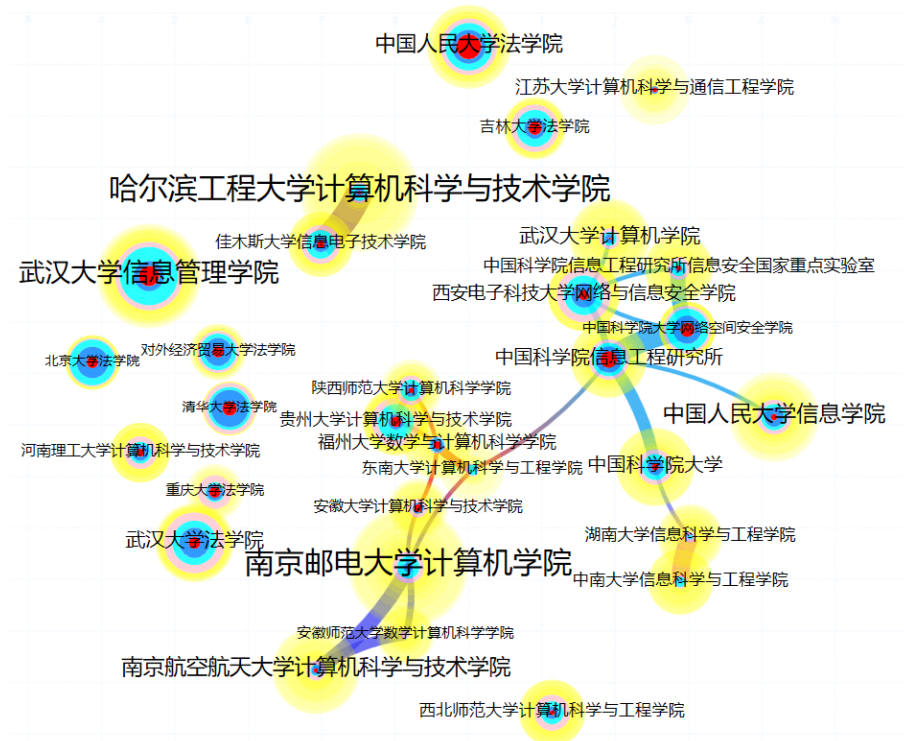 中国人民大学法学院
江苏大学计算机科学与通信工程学院
吉林大学法学院
哈尔滨工程大学计算机科学与技术学院
武汉大学计算机学院
佳木斯大学信息电子技术学院
中国科学院信息工程研究所信息安全国家重点实验室
武汉大学信息管理学院
西安电子科技大学网络与信息安全学院
中国科学院大学网络空间安全学院
对外经济贸易大学法学院
中国科学院信息工程研究所
北京大学法学院
陕西师范大学计算机科学学院
清华大学法学院
中国人民大学信息学院
贵州大学计算机科学与技术学院
福州大学数学与计算机科学学院
河南理工大学计算机科学与技术学院
中国科学院大学
东南大学计算机科学与工程学院
重庆大学法学院
安徽大学计算机科学与技术学院
湖南大学信息科学与工程学院
武汉大学法学院
南京邮电大学计算机学院
中南大学信息科学与工程学院
安徽师范大学数学计算机科学学院
南京航空航天大学计算机科学与技术学院
西北师范大学计算机科学与工程学院